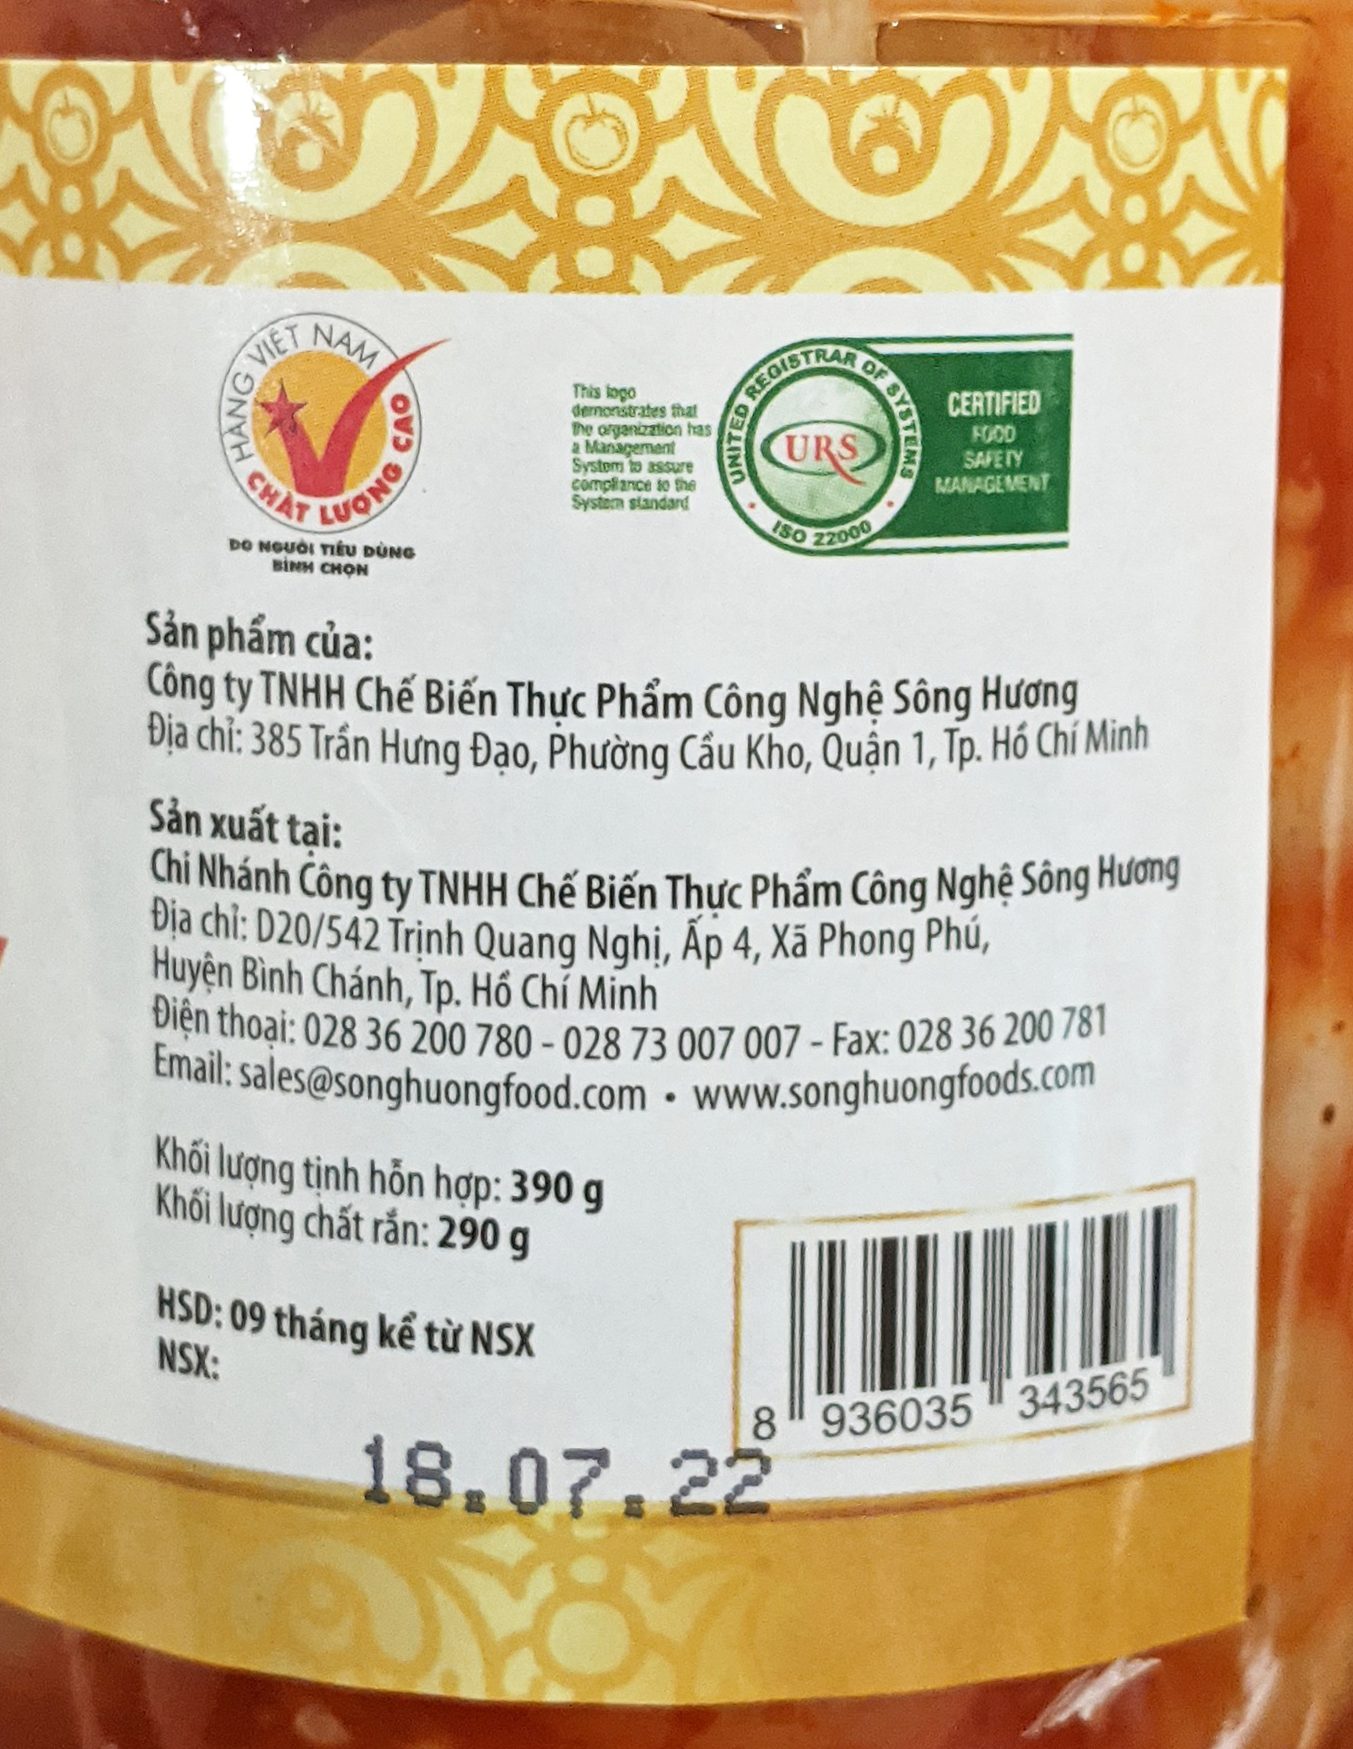 HÀNG VIỆT NAM
CHẤT LƯỢNG CAO
DO NGƯỜI TIÊU DÙNG
BÌNH CHỌN
This logo
demonstrates that
the organization has
a Management
System to assure
compliance to the
System standard
UNITED REGISTRAR OF SYSTEMS
URS
ISO 22000
CERTIFIED
FOOD
SAFETY
MANAGEMENT
Sản phẩm của:
Công ty TNHH Chế Biến Thực Phẩm Công Nghệ Sông Hương
Địa chỉ: 385 Trần Hưng Đạo, Phường Cầu Kho, Quận 1, Tp. Hồ Chí Minh
Sản xuất tại:
Chi Nhánh Công ty TNHH Chế Biến Thực Phẩm Công Nghệ Sông Hương
Địa chỉ: D20/542 Trịnh Quang Nghị, Ấp 4, Xã Phong Phú,
Huyện Bình Chánh, Tp. Hồ Chí Minh
Điện thoại: 028 36 200 780 - 028 73 007 007 - Fax: 028 36 200 781
Email: sales@songhuongfood.com • www.songhuongfoods.com
Khối lượng tịnh hỗn hợp: 390 g
Khối lượng chất rắn: 290 g
HSD: 09 tháng kể từ NSX
NSX:
8 936035 343565
18.07.22